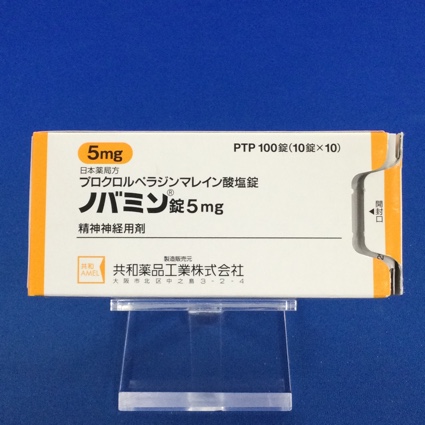 5mg
PTP 100錠(10錠×10)
日本薬局方
プロクロルペラジンマレイン酸塩錠
ノバミン®錠5mg
精神神経用剤
開封口
製造販売元
共和
AMEL
共和薬品工業株式会社
大阪市北区中之島3-2-4